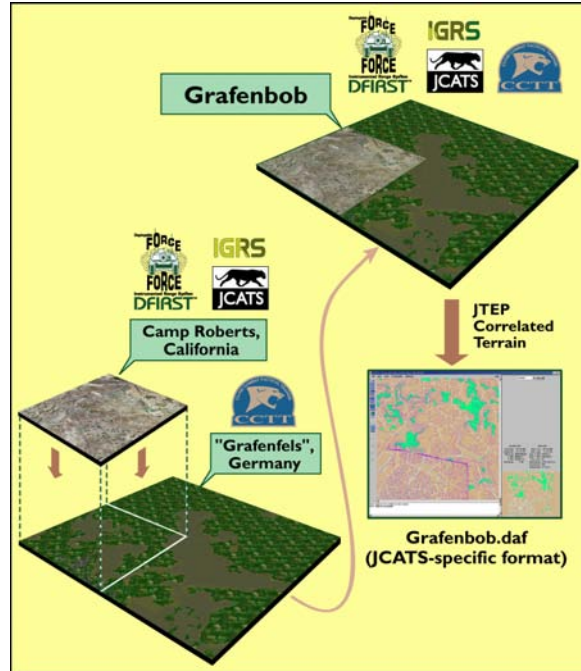 FORCE
FORCE
DFIRST
IGRS
JCATS
CCTT
Grafenbob
FORCE
FORCE
DFIRST
IGRS
JCATS
Camp Roberts,
California
CCTT
"Grafenfels",
Germany
JTEP
Correlated
Terrain
Grafenbob.daf
(JCATS-specific format)